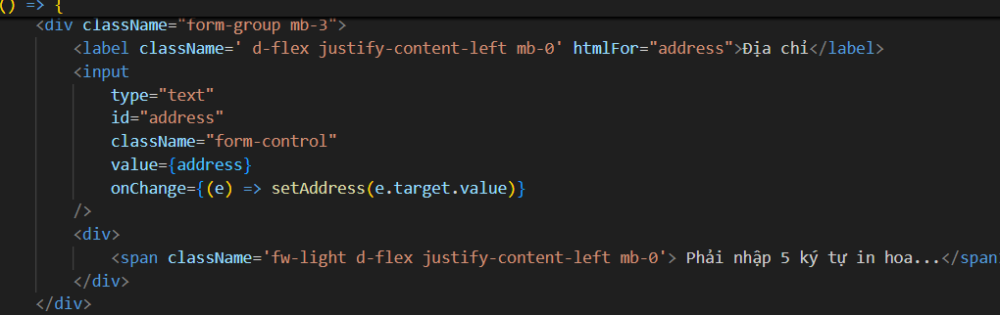 () => {
<div className="form-group mb-3">
<label className=' d-flex justify-content-left mb-0' htmlFor="address">Địa chỉ</label>
<input
type="text"
id="address"
className="form-control"
value={address}
onChange={(e) => setAddress(e.target.value)}
/>
<div>
<span className='fw-light d-flex justify-content-left mb-0'> Phải nhập 5 ký tự in hoa...</span
</div>
</div>